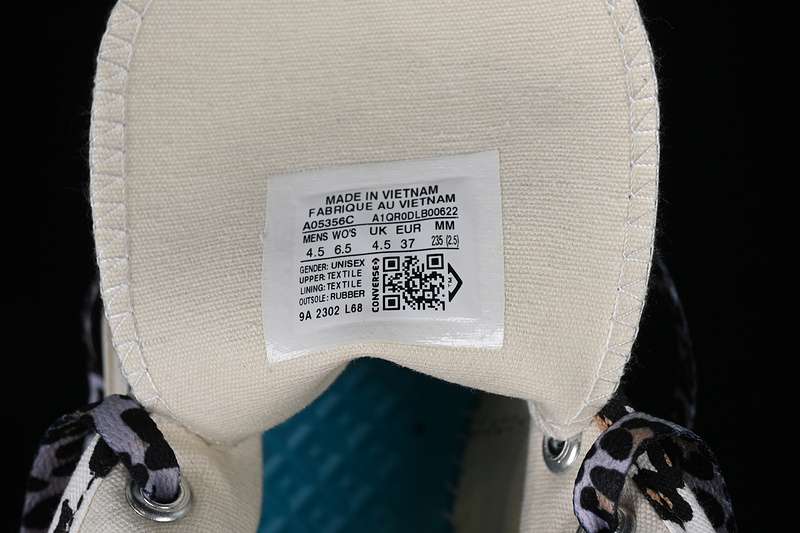 MADE IN VIETNAM
FABRIQUE AU VIETNAM
A05356C A1QR0DLB00622
MENS WO'S UK EUR MM
4.5 6.5 4.5 37 235 (2.5)
GENDER: UNISEX
UPPER: TEXTILE
LINING: TEXTILE
OUTSOLE: RUBBER
9A 2302 L68
CONVERSE
TM